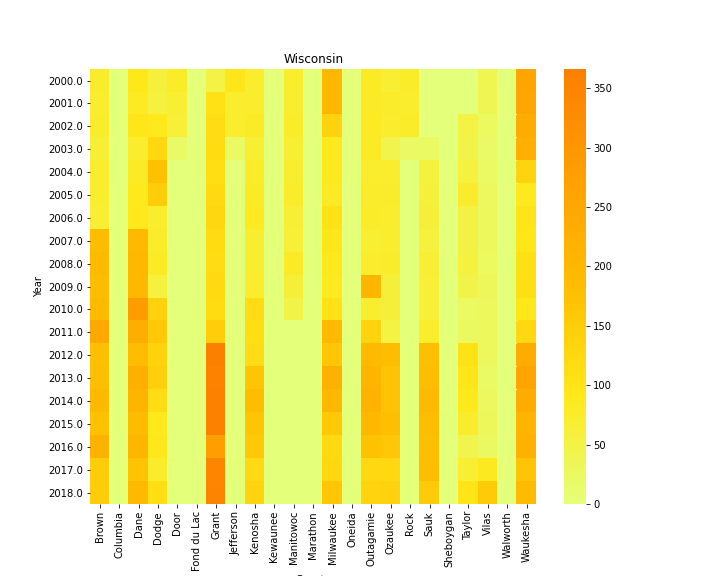 Wisconsin
Year
2000.0
2001.0
2002.0
2003.0
2004.0
2005.0
2006.0
2007.0
2008.0
2009.0
2010.0
2011.0
2012.0
2013.0
2014.0
2015.0
2016.0
2017.0
2018.0
Brown
Columbia
Dane
Dodge
Door
Fond du Lac
Grant
Jefferson
Kenosha
Kewaunee
Manitowoc
Marathon
Milwaukee
Oneida
Outagamie
Ozaukee
Rock
Sauk
Sheboygan
Taylor
Vilas
Walworth
Waukesha
350
300
250
200
150
100
50
0